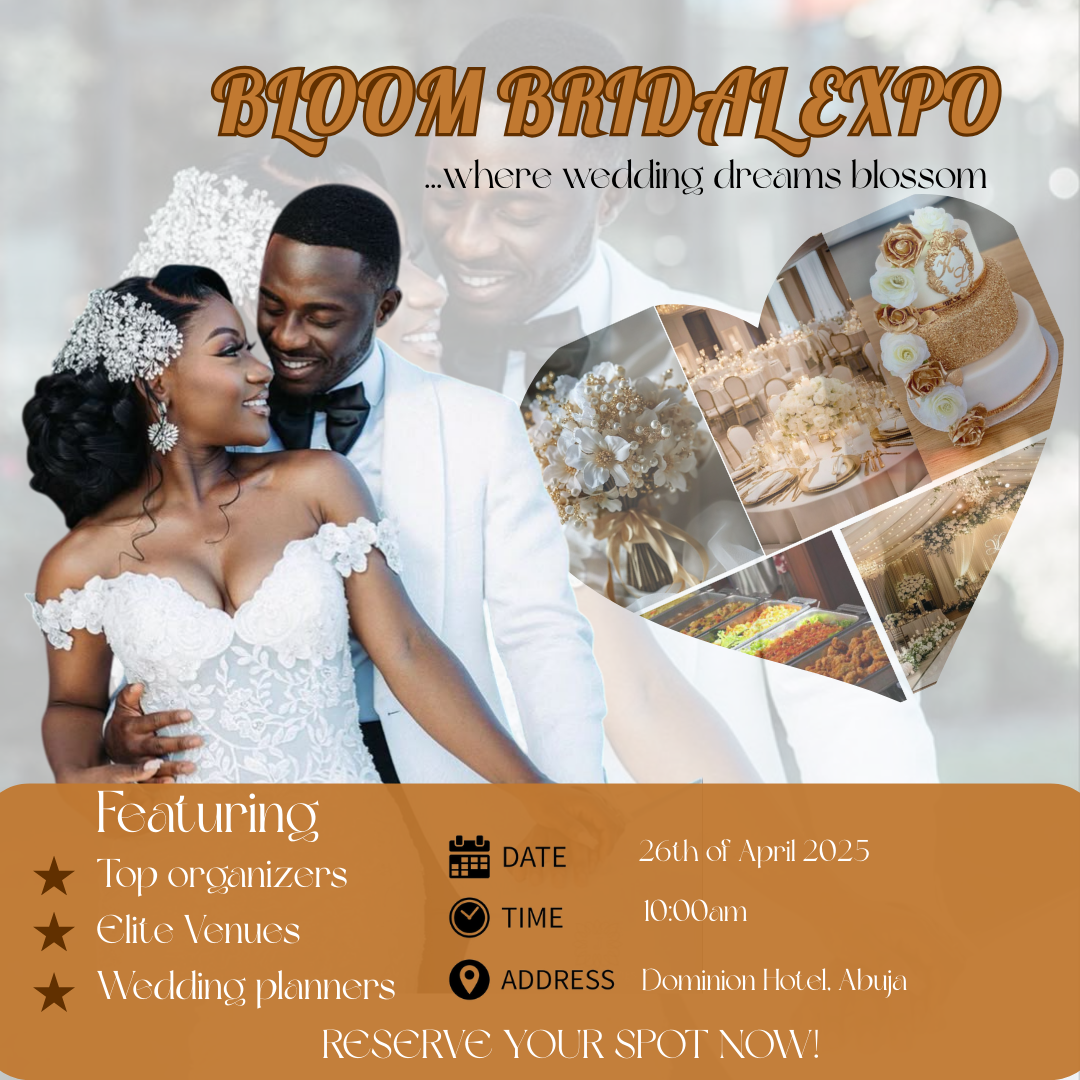 BLOOM BRIDAL EXPO
...where wedding dreams blossom
Featuring
Top organizers
Elite Venues
Wedding planners
DATE 26th of April 2025
TIME 10:00am
ADDRESS Dominion Hotel, Abuja
RESERVE YOUR SPOT NOW!